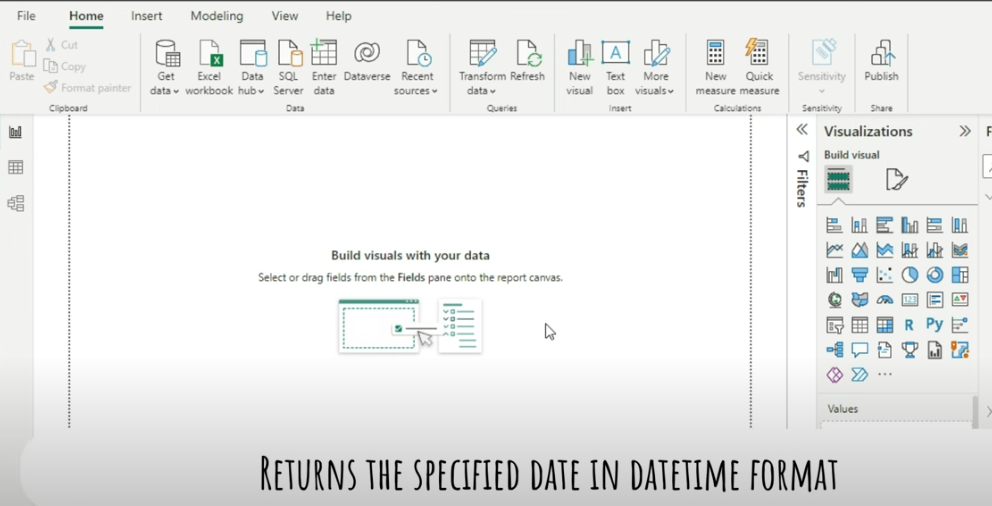 File Home Insert Modeling View Help
Paste
Cut
Copy
Format painter
Clipboard
Get data
Excel workbook
Data hub
SQL Server
Enter data
Dataverse
Recent sources
Data
Transform data
Refresh
Queries
New visual
Text box
More visuals
Insert
New measure
Quick measure
Calculations
Sensitivity
Sensitivity
Publish
Share
Build visuals with your data
Select or drag fields from the Fields pane onto the report canvas.
Filters
Visualizations
Build visual
123
R Py
Values
RETURNS THE SPECIFIED DATE IN DATETIME FORMAT